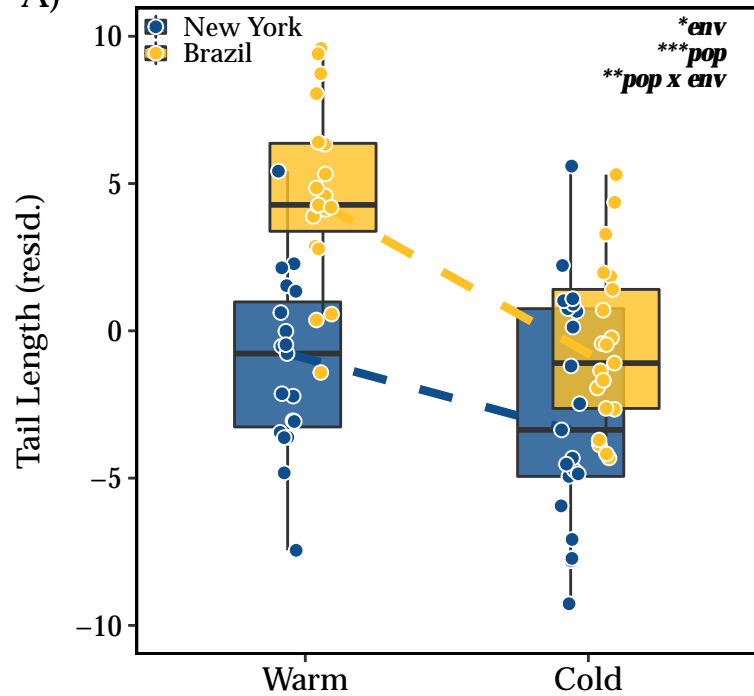 A)
New York
Brazil
*env
***pop
**pop x env
Tail Length (resid.)
10
5
0
−5
−10
Warm
Cold